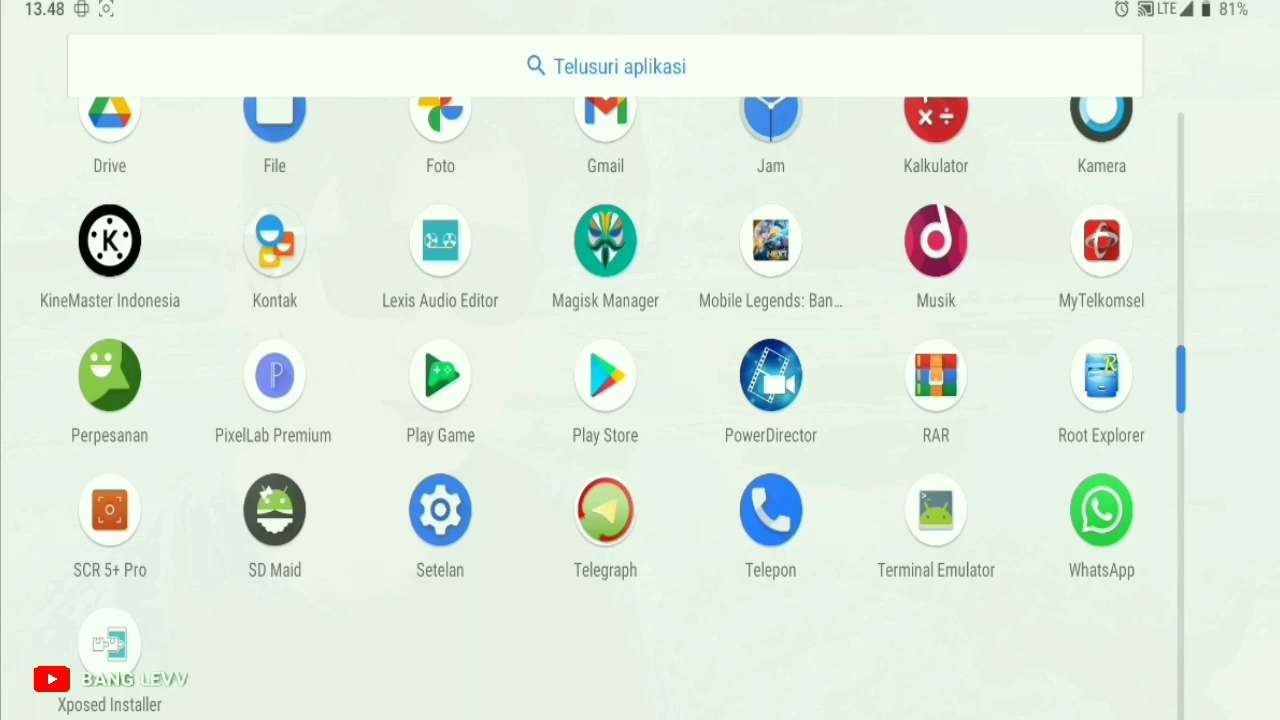 13.48 LTE 81%
Telusuri aplikasi
Drive File Foto Gmail Jam Kalkulator Kamera
K NEXT
KineMaster Indonesia Kontak Lexis Audio Editor Magisk Manager Mobile Legends: Ban... Musik MyTelkomsel
P R
Perpesanan PixelLab Premium Play Game Play Store PowerDirector RAR Root Explorer
SCR 5+ Pro SD Maid Setelan Telegraph Telepon Terminal Emulator WhatsApp
BANG LEVV
Xposed Installer